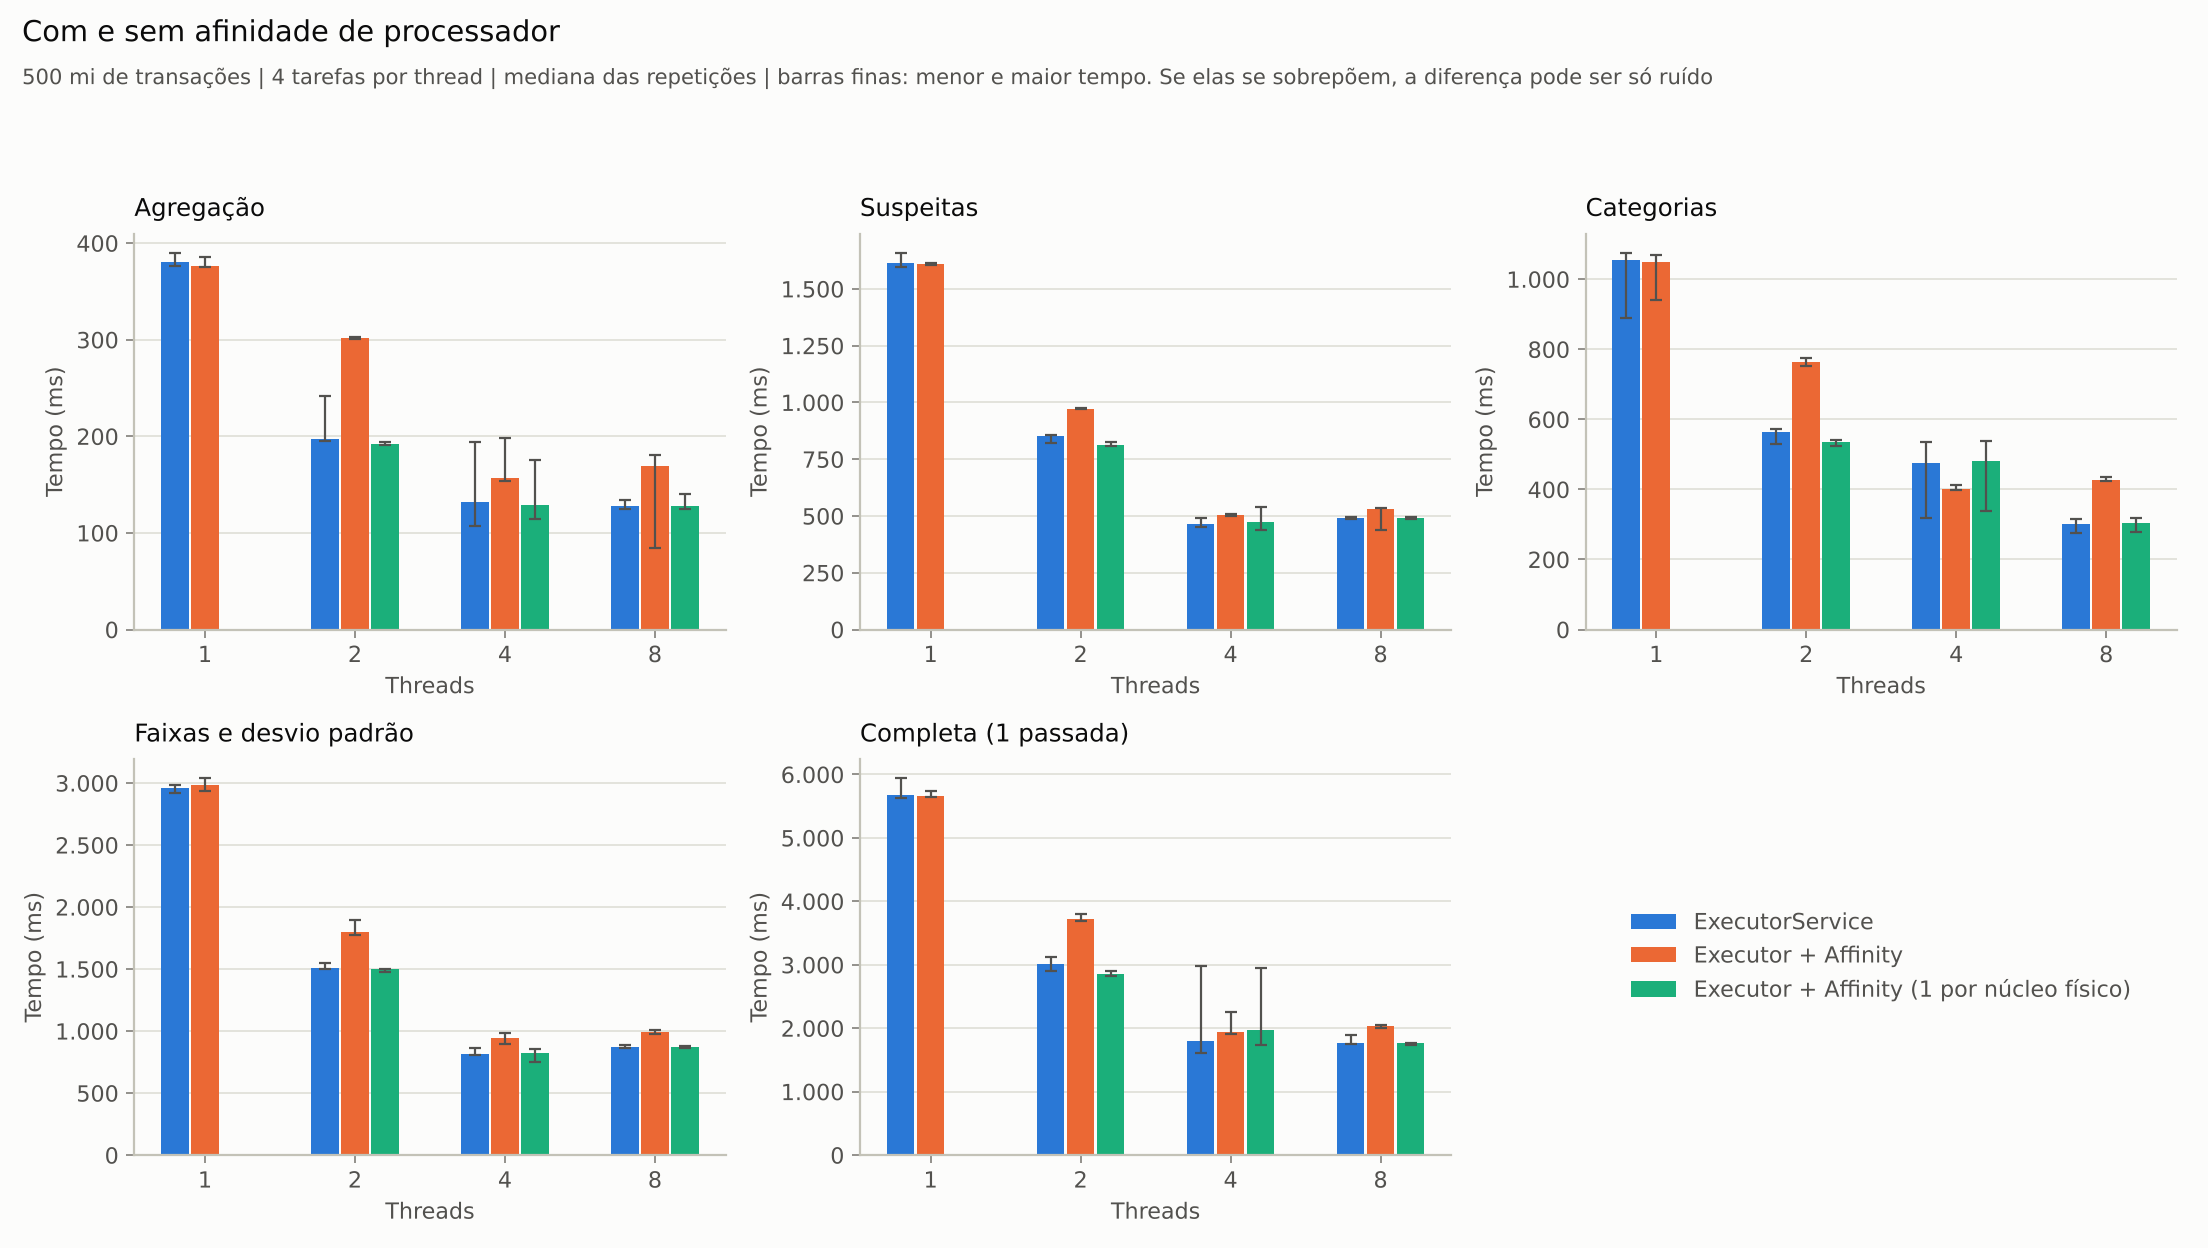 Com e sem afinidade de processador
500 mi de transações | 4 tarefas por thread | mediana das repetições | barras finas: menor e maior tempo. Se elas se sobrepõem, a diferença pode ser só ruído
Agregação
Tempo (ms)
400
300
200
100
0
1 2 4 8
Threads
Suspeitas
Tempo (ms)
1.500
1.250
1.000
750
500
250
0
1 2 4 8
Threads
Categorias
Tempo (ms)
1.000
800
600
400
200
0
1 2 4 8
Threads
Faixas e desvio padrão
Tempo (ms)
3.000
2.500
2.000
1.500
1.000
500
0
1 2 4 8
Threads
Completa (1 passada)
Tempo (ms)
6.000
5.000
4.000
3.000
2.000
1.000
0
1 2 4 8
Threads
ExecutorService
Executor + Affinity
Executor + Affinity (1 por núcleo físico)